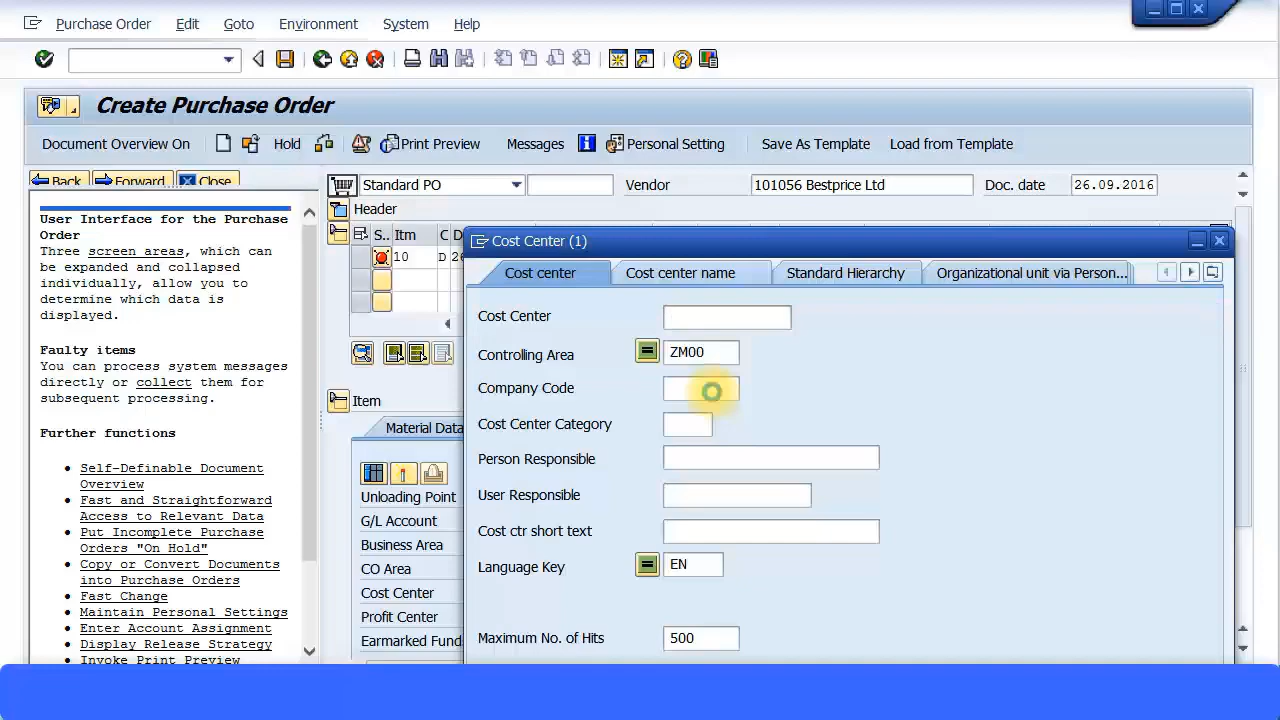 Purchase Order Edit Goto Environment System Help
Create Purchase Order
Document Overview On Hold Print Preview Messages Personal Setting Save As Template Load from Template
Back Forward Close
User Interface for the Purchase
Order
Three screen areas, which can
be expanded and collapsed
individually, allow you to
determine which data is
displayed.
Faulty items
You can process system messages
directly or collect them for
subsequent processing.
Further functions
Self-Definable Document
Overview
Fast and Straightforward
Access to Relevant Data
Put Incomplete Purchase
Orders "On Hold"
Copy or Convert Documents
into Purchase Orders
Fast Change
Maintain Personal Settings
Enter Account Assignment
Display Release Strategy
Invoke Print Preview
Standard PO Vendor 101056 Bestprice Ltd Doc. date 26.09.2016
Header
S.. Itm C
10 D
Item
Material Data
Unloading Point
G/L Account
Business Area
CO Area
Cost Center
Profit Center
Earmarked Fund
Cost Center (1)
Cost center Cost center name Standard Hierarchy Organizational unit via Person...
Cost Center
Controlling Area ZM00
Company Code
Cost Center Category
Person Responsible
User Responsible
Cost ctr short text
Language Key EN
Maximum No. of Hits 500